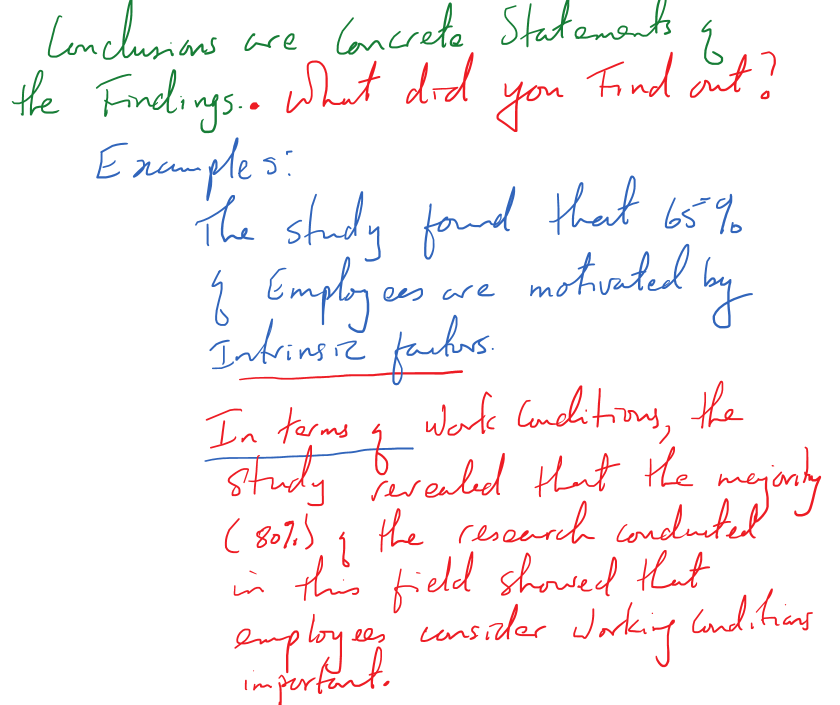 Conclusions are Concrete Statements of
the Findings.. What did you Find out?
Examples:
The study found that 65%
of Employees are motivated by
Intrinsic factors.
In terms of work Conditions, the
study revealed that the majority
(80%) of the research conducted
in this field showed that
employees consider working Conditions
important.